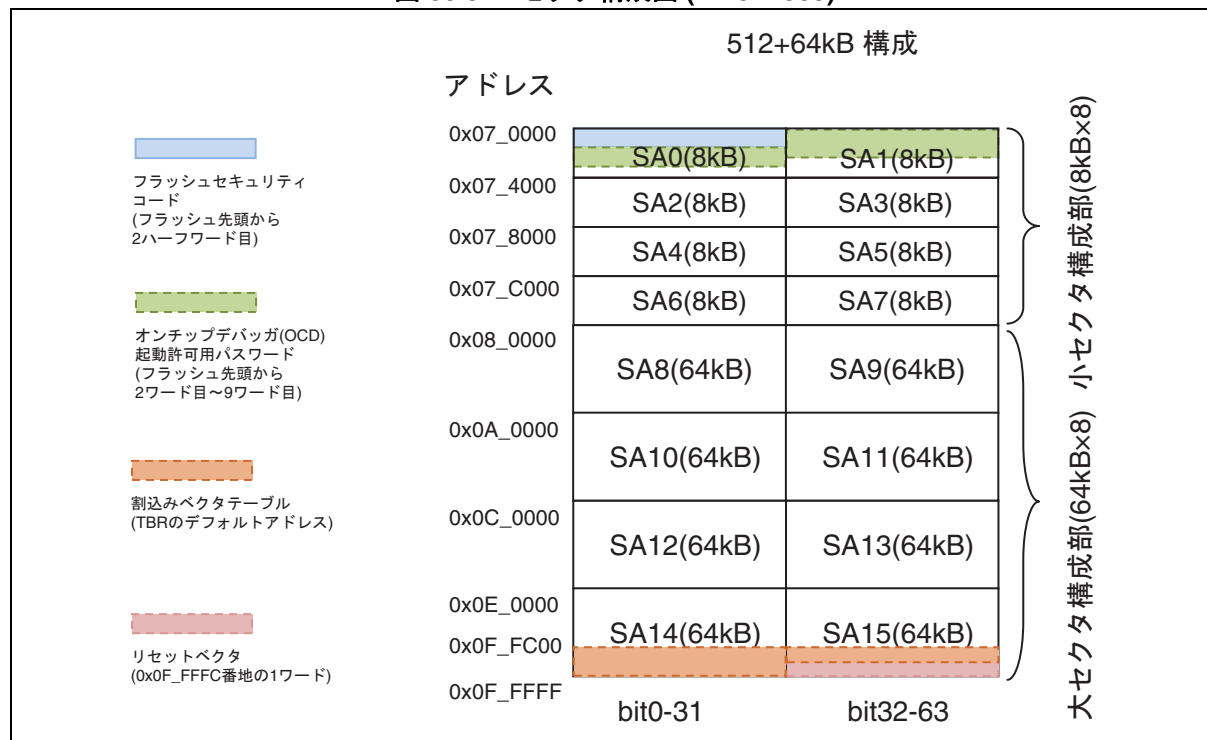 512+64kB 構成
アドレス
フラッシュセキュリティ
コード
(フラッシュ先頭から
2ハーフワード目)
オンチップデバッガ(OCD)
起動許可用パスワード
(フラッシュ先頭から
2ワード目〜9ワード目)
割込みベクタテーブル
(TBRのデフォルトアドレス)
リセットベクタ
(0x0F_FFFC番地の1ワード)
0x07_0000
SA0(8kB) SA1(8kB)
0x07_4000
SA2(8kB) SA3(8kB)
0x07_8000
SA4(8kB) SA5(8kB)
0x07_C000
SA6(8kB) SA7(8kB)
0x08_0000
SA8(64kB) SA9(64kB)
0x0A_0000
SA10(64kB) SA11(64kB)
0x0C_0000
SA12(64kB) SA13(64kB)
0x0E_0000
SA14(64kB) SA15(64kB)
0x0F_FC00
0x0F_FFFF
bit0-31 bit32-63
小セクタ構成部(8kB×8)
大セクタ構成部(64kB×8)